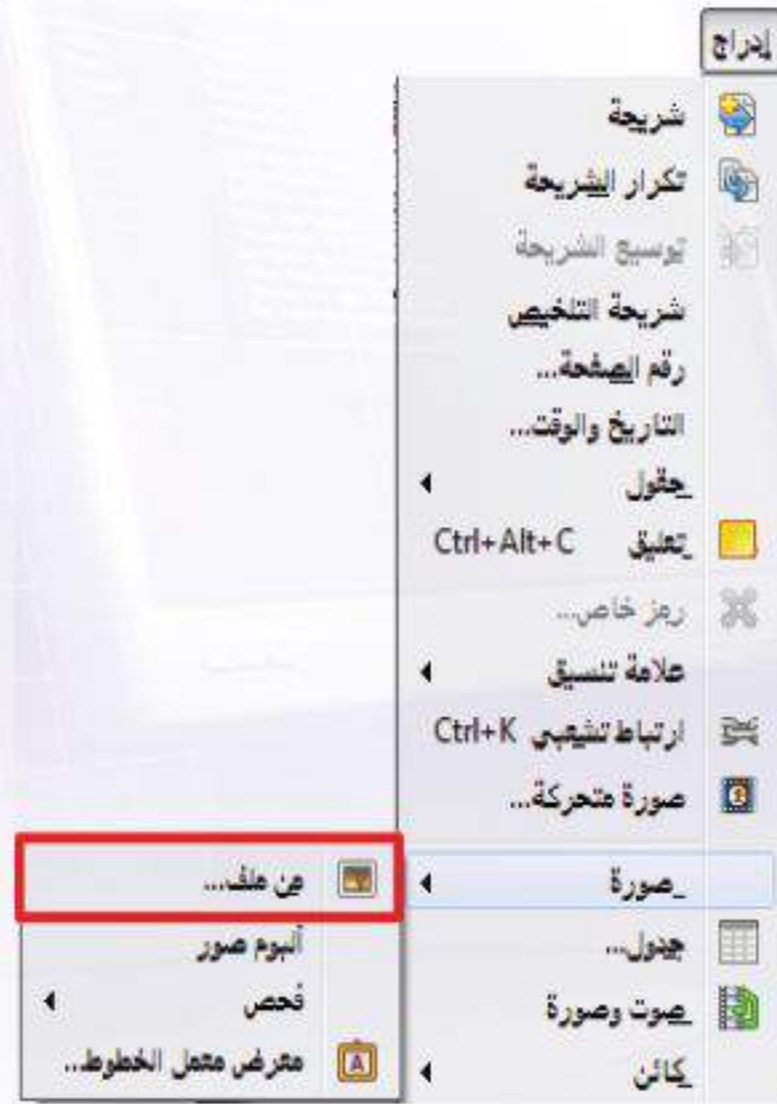 إدراج
شريحة
تكرار الشريحة
توسيع الشريحة
شريحة التلخيص
رقم الصفحة...
التاريخ والوقت...
حقول
تعليق Ctrl+Alt+C
رمز خاص...
علامة تنسيق
ارتباط تشعبي Ctrl+K
صورة متحركة...
صورة
من ملف...
ألبوم صور
فحص
معرض معمل الخطوط...
جدول...
صوت وصورة
كائن